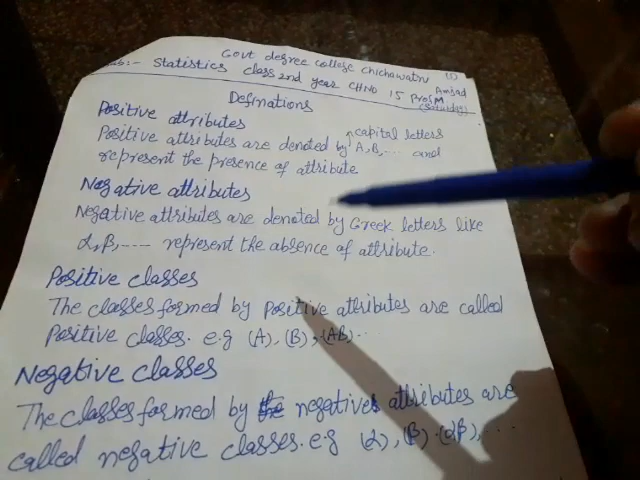 Govt degree college Chichawatni (1)
Sub:- Statistics class 2nd year CHNO 15 Prof M Amjad
(Saturday)
Definations
Positive attributes
Positive attributes are denoted by capital letters A, B, ... and
represent the presence of attribute
Negative attributes
Negative attributes are denoted by Greek letters like
α, β, ---- represent the absence of attribute.
Positive classes
The classes formed by positive attributes are called
Positive classes. e.g (A), (B), (AB)...
Negative classes
The classes formed by negatives attributes are
called negative classes. e.g (α), (β). (αβ), ...